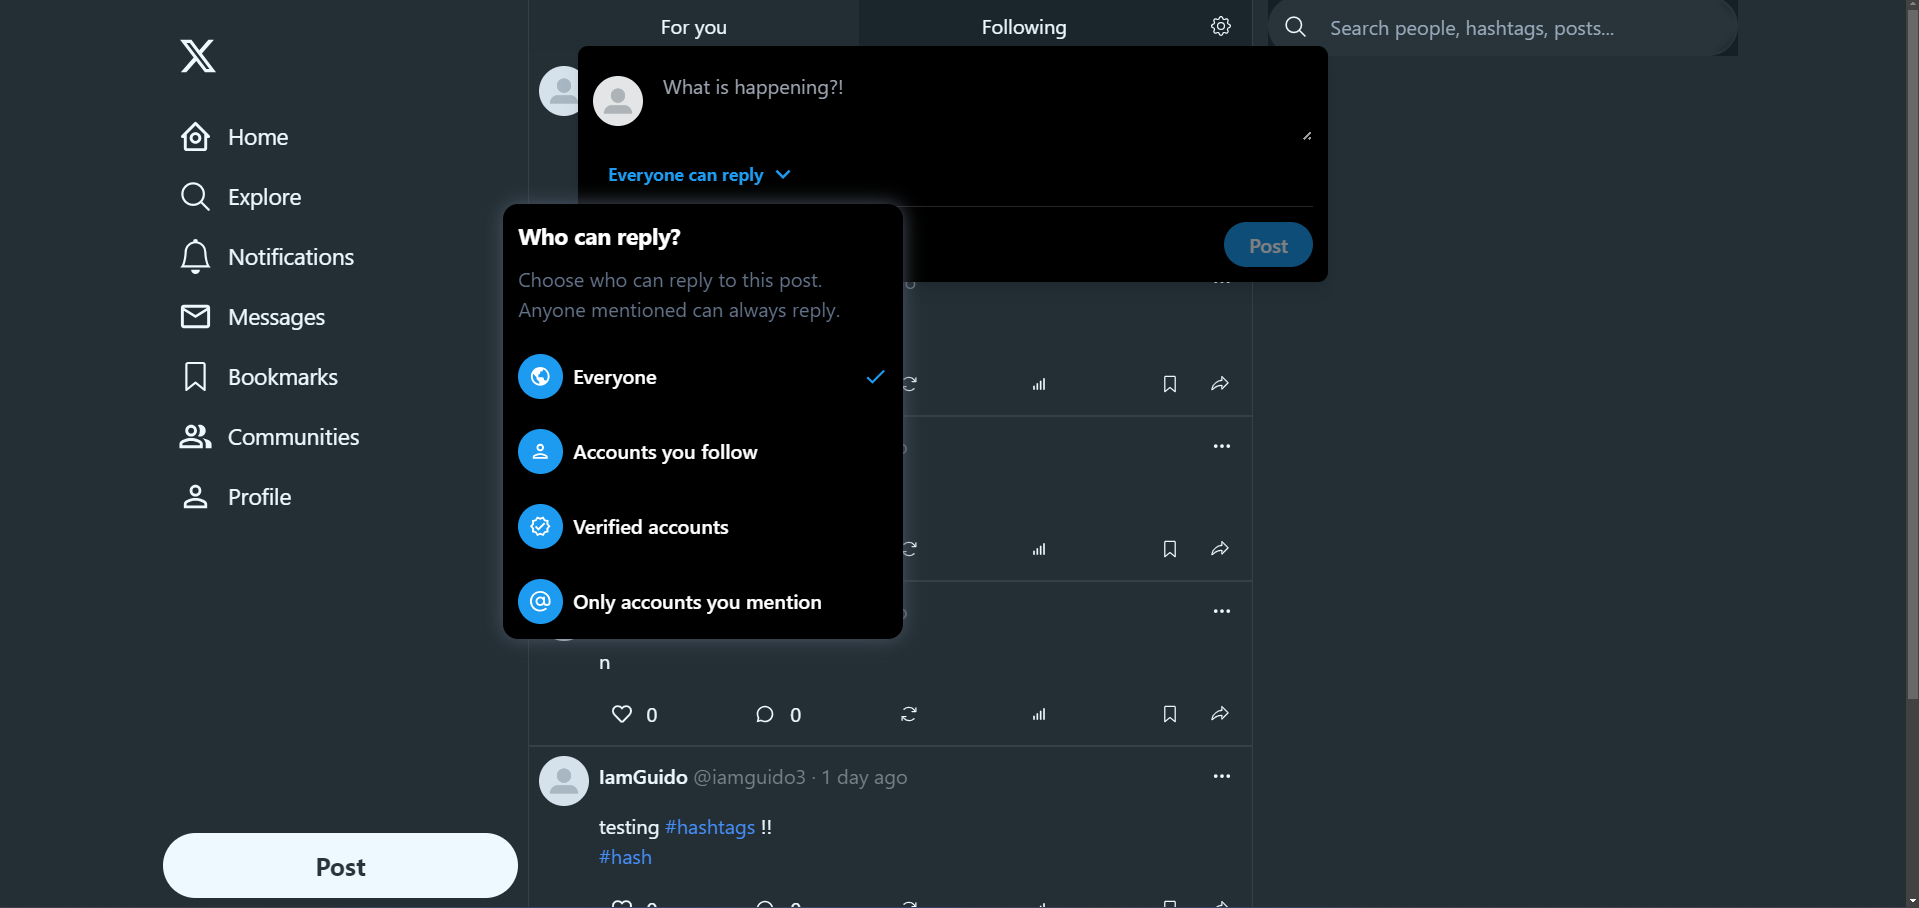 For you
Following
Search people, hashtags, posts...
Home
Explore
Notifications
Messages
Bookmarks
Communities
Profile
Post
What is happening?!
Everyone can reply
Post
Who can reply?
Choose who can reply to this post.
Anyone mentioned can always reply.
Everyone
Accounts you follow
Verified accounts
Only accounts you mention
n
0 0
IamGuido @iamguido3 · 1 day ago
testing #hashtags !!
#hash